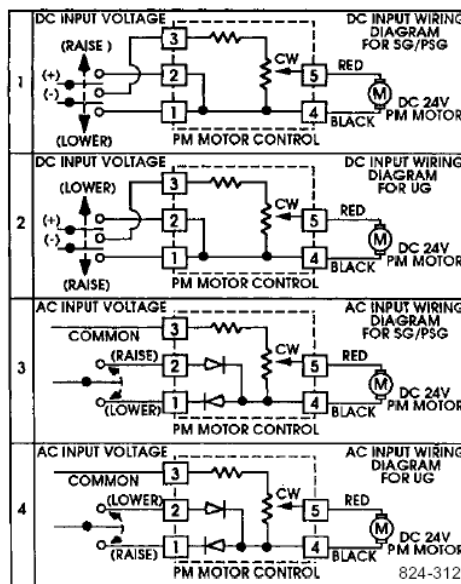 1
DC INPUT VOLTAGE
(RAISE)
(+)
(-)
(LOWER)
3
2
1
CW
5
4
RED
BLACK
M
PM MOTOR CONTROL
DC INPUT WIRING
DIAGRAM
FOR SG/PSG
DC 24V
PM MOTOR
2
DC INPUT VOLTAGE
(LOWER)
(+)
(-)
(RAISE)
3
2
1
CW
5
4
RED
BLACK
M
PM MOTOR CONTROL
DC INPUT WIRING
DIAGRAM
FOR UG
DC 24V
PM MOTOR
3
AC INPUT VOLTAGE
COMMON
(RAISE)
(LOWER)
3
2
1
CW
5
4
RED
BLACK
M
PM MOTOR CONTROL
AC INPUT WIRING
DIAGRAM
FOR SG/PSG
DC 24V
PM MOTOR
4
AC INPUT VOLTAGE
COMMON
(LOWER)
(RAISE)
3
2
1
CW
5
4
RED
BLACK
M
PM MOTOR CONTROL
AC INPUT WIRING
DIAGRAM
FOR UG
DC 24V
PM MOTOR
824-312